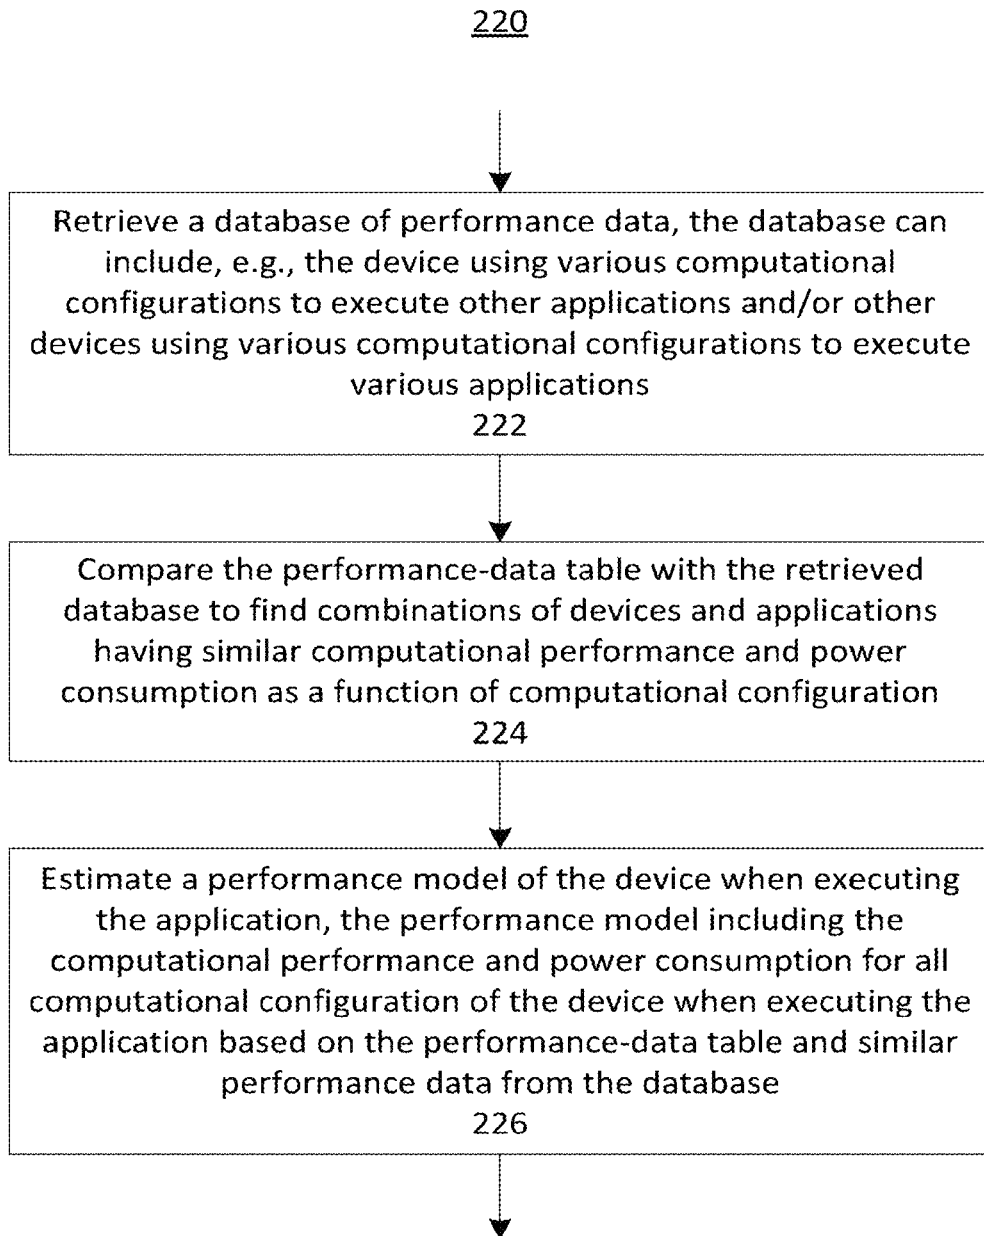 220
Retrieve a database of performance data, the database can
include, e.g., the device using various computational
configurations to execute other applications and/or other
devices using various computational configurations to execute
various applications
222
Compare the performance-data table with the retrieved
database to find combinations of devices and applications
having similar computational performance and power
consumption as a function of computational configuration
224
Estimate a performance model of the device when executing
the application, the performance model including the
computational performance and power consumption for all
computational configuration of the device when executing the
application based on the performance-data table and similar
performance data from the database
226